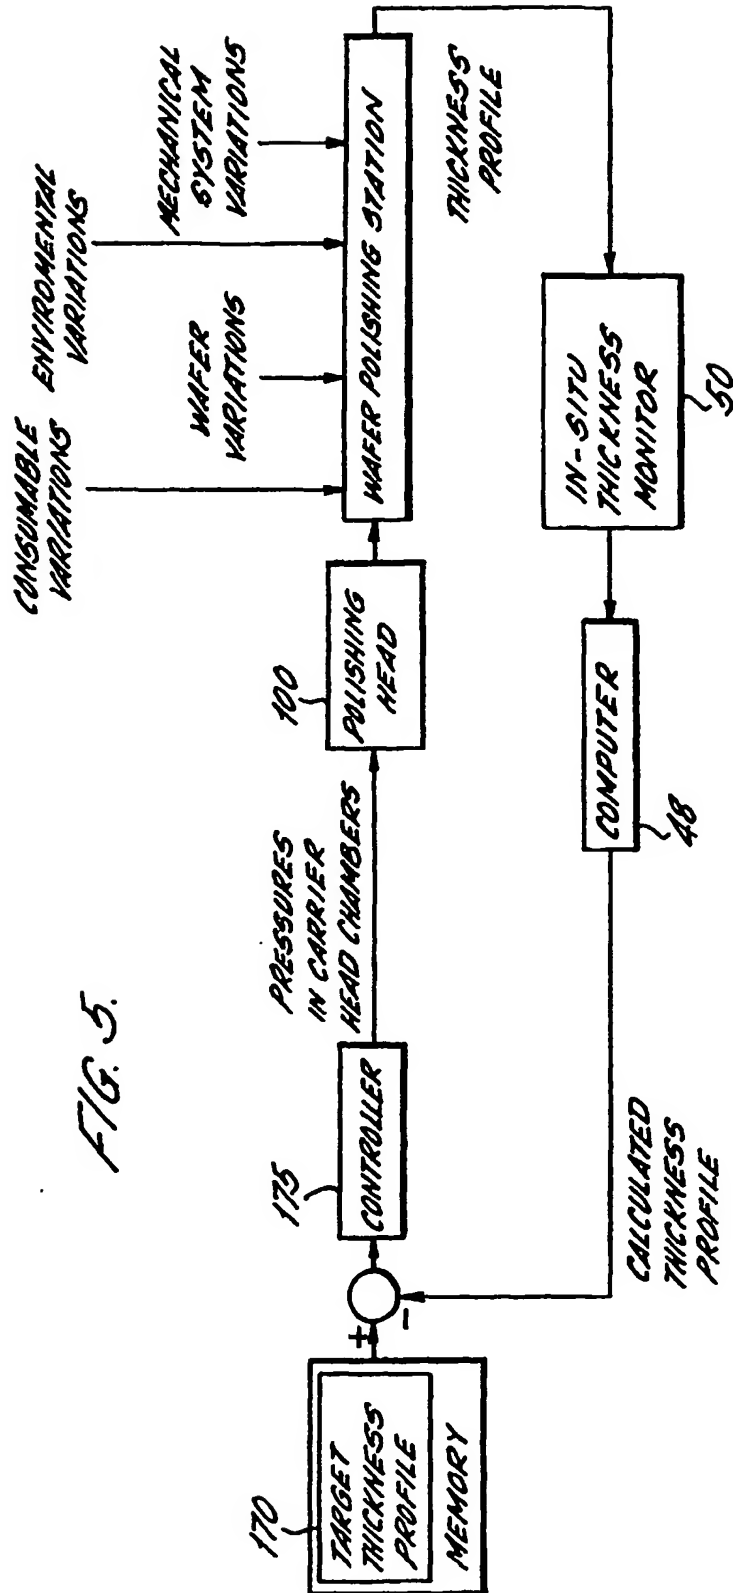 FIG. 5.
CONSUMABLE
VARIATIONS
ENVIROMENTAL
VARIATIONS
WAFER
VARIATIONS
MECHANICAL
SYSTEM
VARIATIONS
170
TARGET
THICKNESS
PROFILE
MEMORY
+
-
175
CONTROLLER
PRESSURES
IN CARRIER
HEAD CHAMBERS
100
POLISHING
HEAD
WAFER POLISHING STATION
THICKNESS
PROFILE
IN-SITU
THICKNESS
MONITOR
50
COMPUTER
48
CALCULATED
THICKNESS
PROFILE